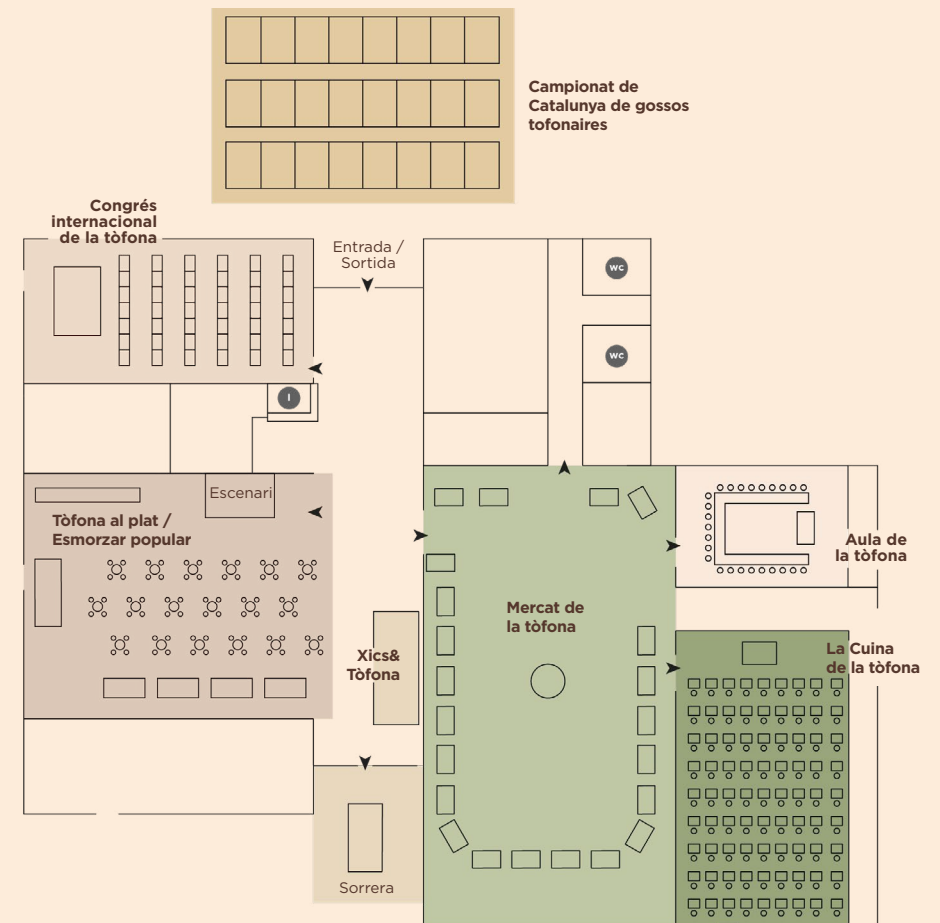 Campionat de
Catalunya de gossos
tofonaires
Congrés
internacional
de la tòfona
Entrada /
Sortida
wc
wc
I
Escenari
Tòfona al plat /
Esmorzar popular
Aula de
la tòfona
Mercat de
la tòfona
Xics&
Tòfona
La Cuina
de la tòfona
Sorrera